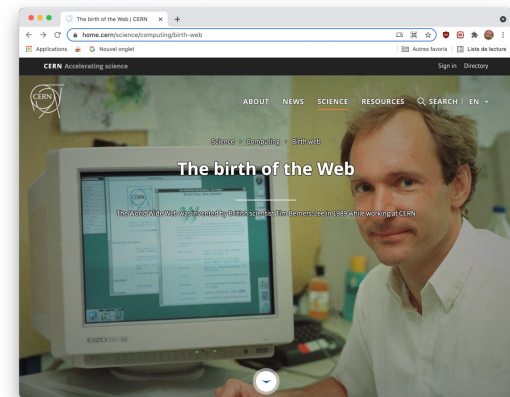 The birth of the Web | CERN
home.cern/science/computing/birth-web
Applications
Nouvel onglet
Autres favoris
Liste de lecture
CERN Accelerating science
Sign in Directory
CERN
ABOUT NEWS SCIENCE RESOURCES SEARCH | EN
Science Computing Birth web
The birth of the Web
The World Wide Web was invented by British scientist Tim Berners-Lee in 1989 while working at CERN
CERN